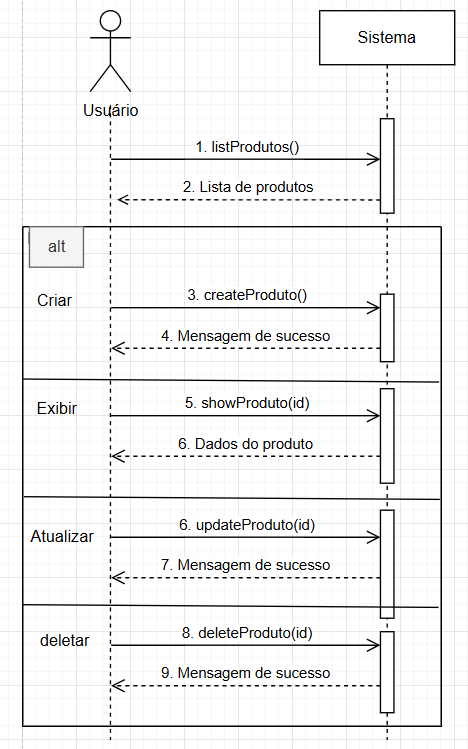 Sistema
Usuário
1. listProdutos()
2. Lista de produtos
alt
Criar
3. createProduto()
4. Mensagem de sucesso
Exibir
5. showProduto(id)
6. Dados do produto
Atualizar
6. updateProduto(id)
7. Mensagem de sucesso
deletar
8. deleteProduto(id)
9. Mensagem de sucesso